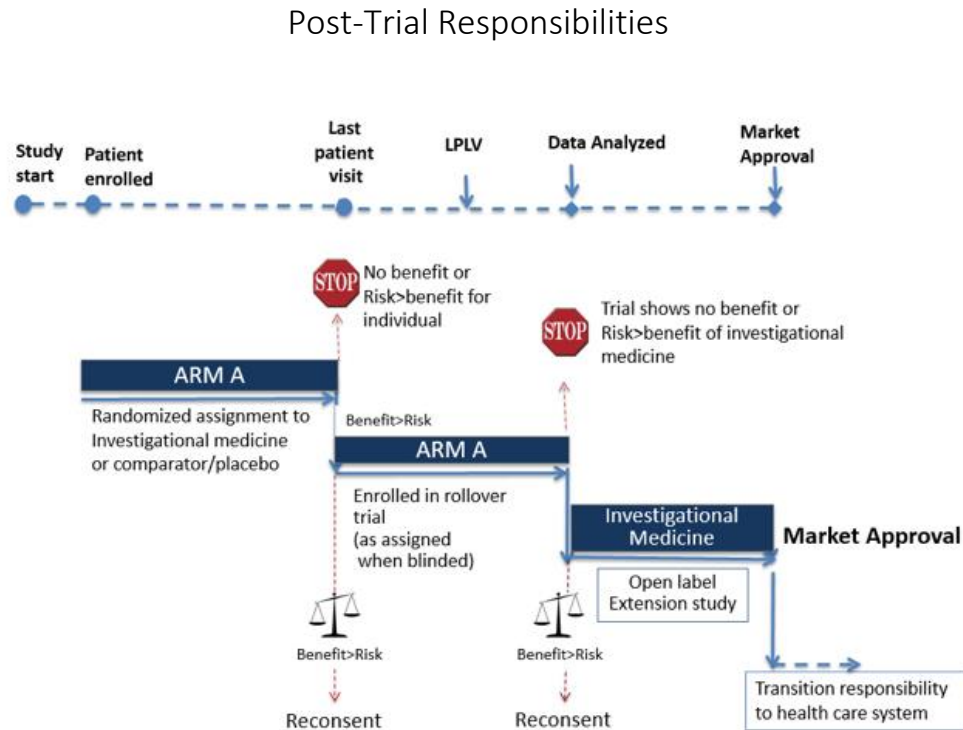 Post-Trial Responsibilities
Study
start
Patient
enrolled
Last
patient
visit
LPLV
Data Analyzed
Market
Approval
STOP
No benefit or
Risk>benefit for
individual
STOP
Trial shows no benefit or
Risk>benefit of investigational
medicine
ARM A
Randomized assignment to
Investigational medicine
or comparator/placebo
Benefit>Risk
ARM A
Enrolled in rollover
trial
(as assigned
when blinded)
Investigational
Medicine
Market Approval
Open label
Extension study
Benefit>Risk
Reconsent
Benefit>Risk
Reconsent
Transition responsibility
to health care system